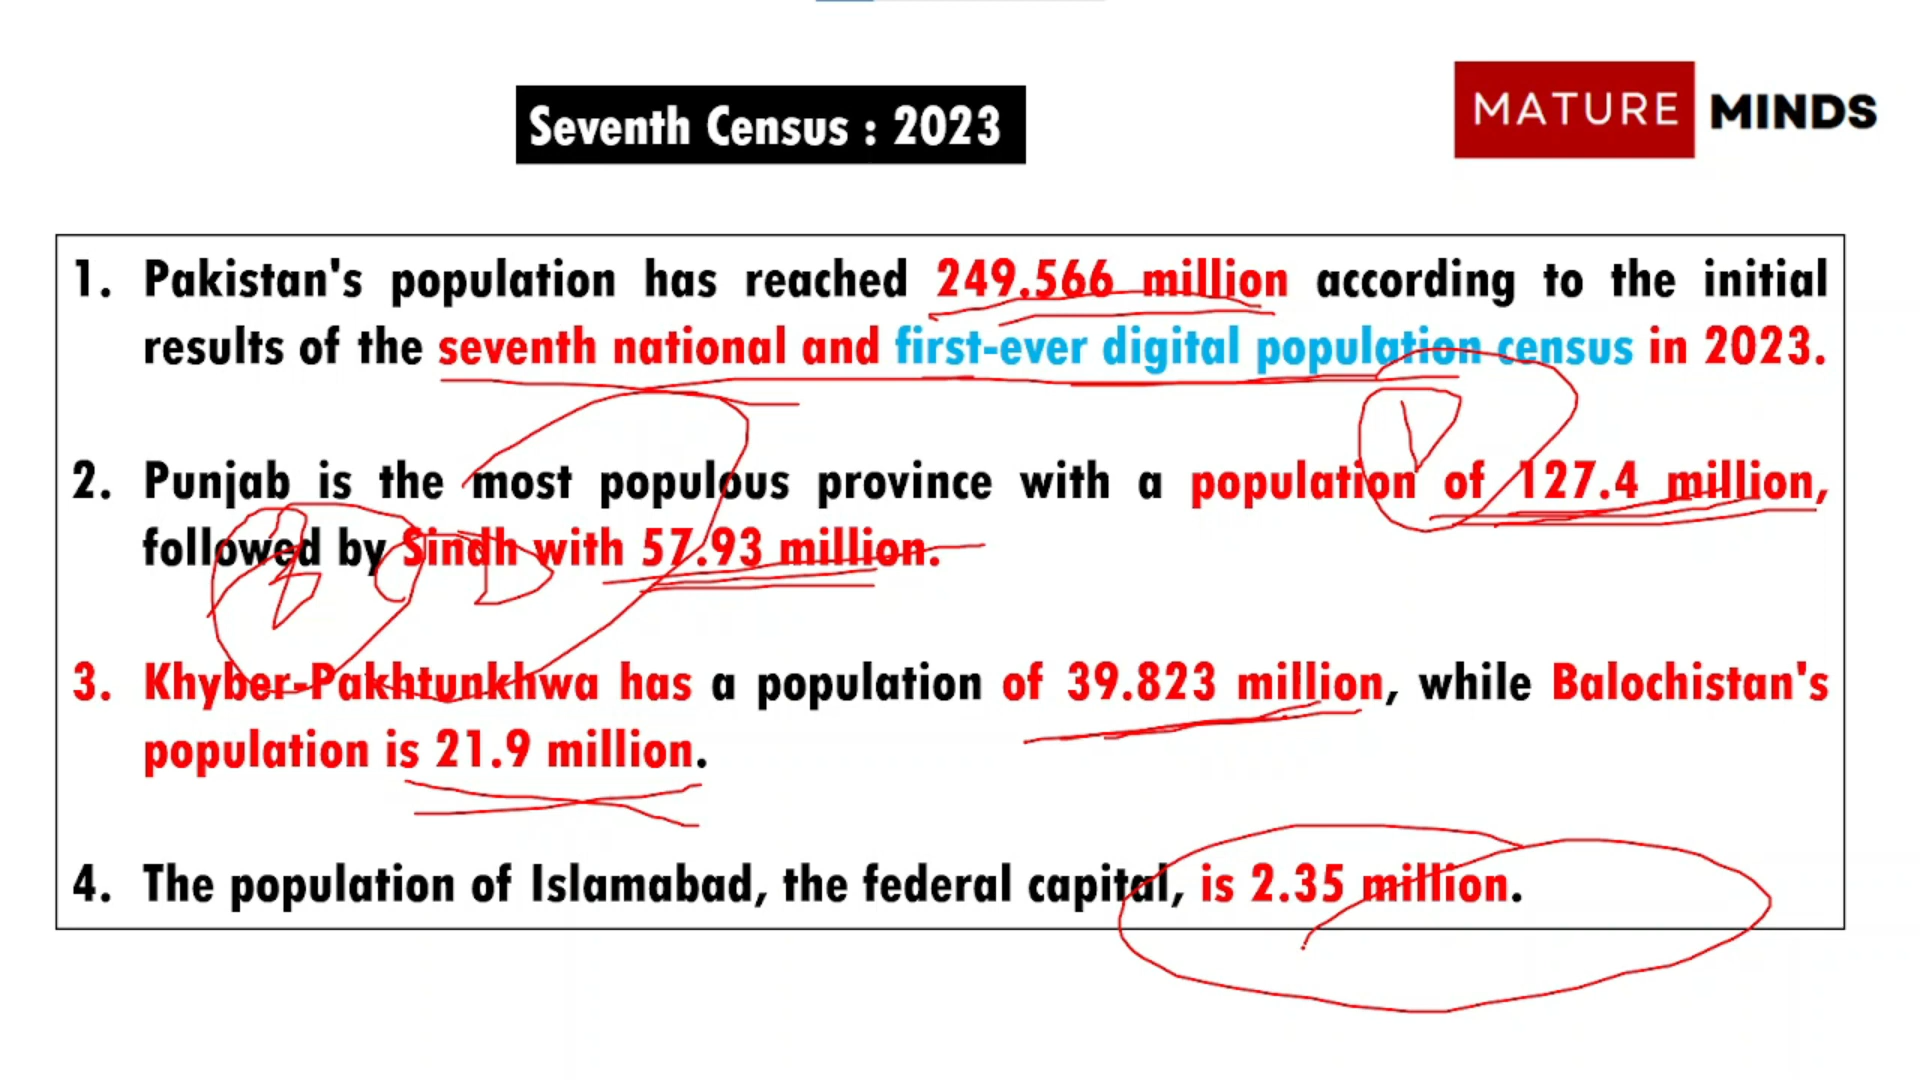 Seventh Census : 2023
MATURE MINDS
1. Pakistan's population has reached 249.566 million according to the initial
results of the seventh national and first-ever digital population census in 2023.
2. Punjab is the most populous province with a population of 127.4 million,
followed by Sindh with 57.93 million.
3. Khyber-Pakhtunkhwa has a population of 39.823 million, while Balochistan's
population is 21.9 million.
4. The population of Islamabad, the federal capital, is 2.35 million.